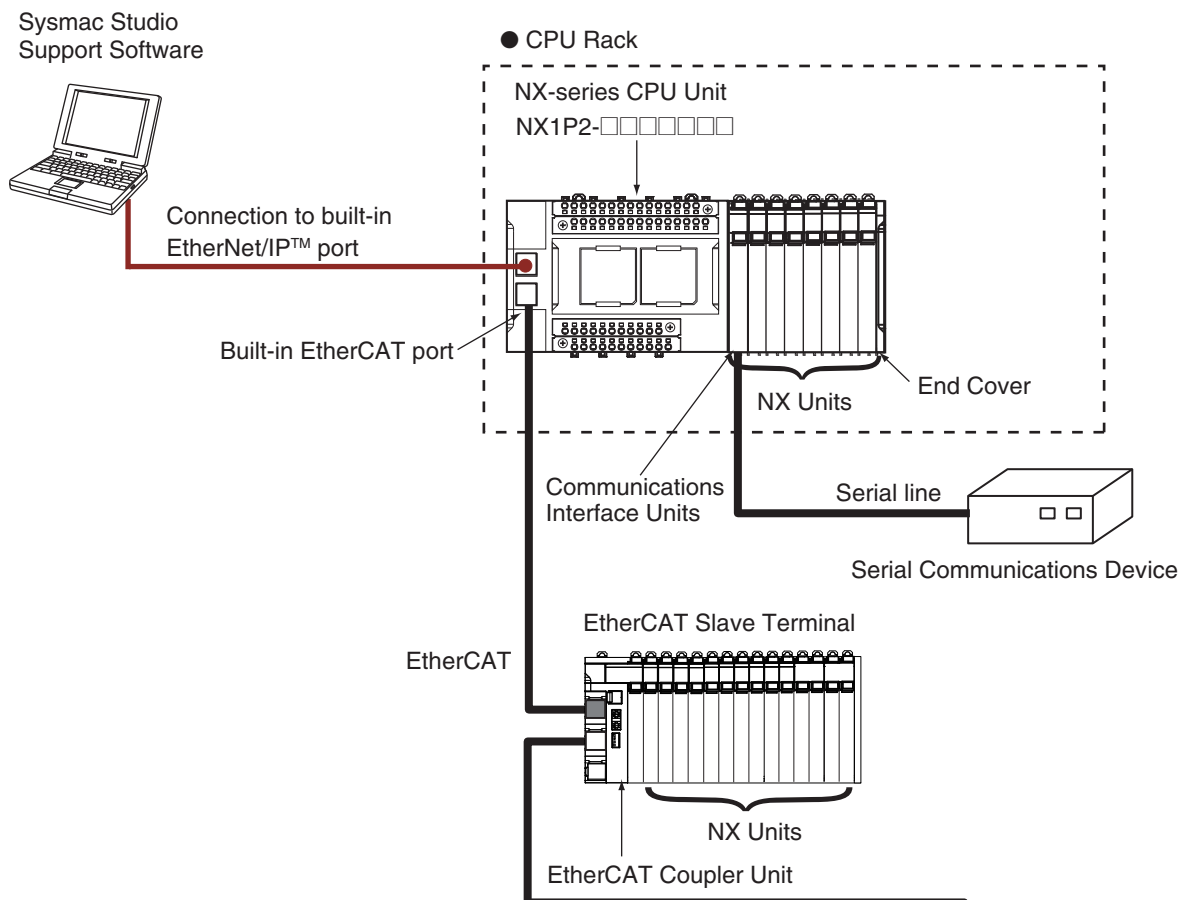 Sysmac Studio
Support Software
● CPU Rack
NX-series CPU Unit
NX1P2-□□□□□□□
Connection to built-in
EtherNet/IP™ port
Built-in EtherCAT port
NX Units
End Cover
Communications
Interface Units
Serial line
Serial Communications Device
EtherCAT Slave Terminal
EtherCAT
NX Units
EtherCAT Coupler Unit